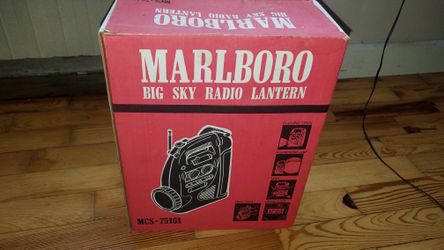 MARLBORO
BIG SKY RADIO LANTERN
MARLBORO
BIG SKY RADIO LANTERN
MCS-75161